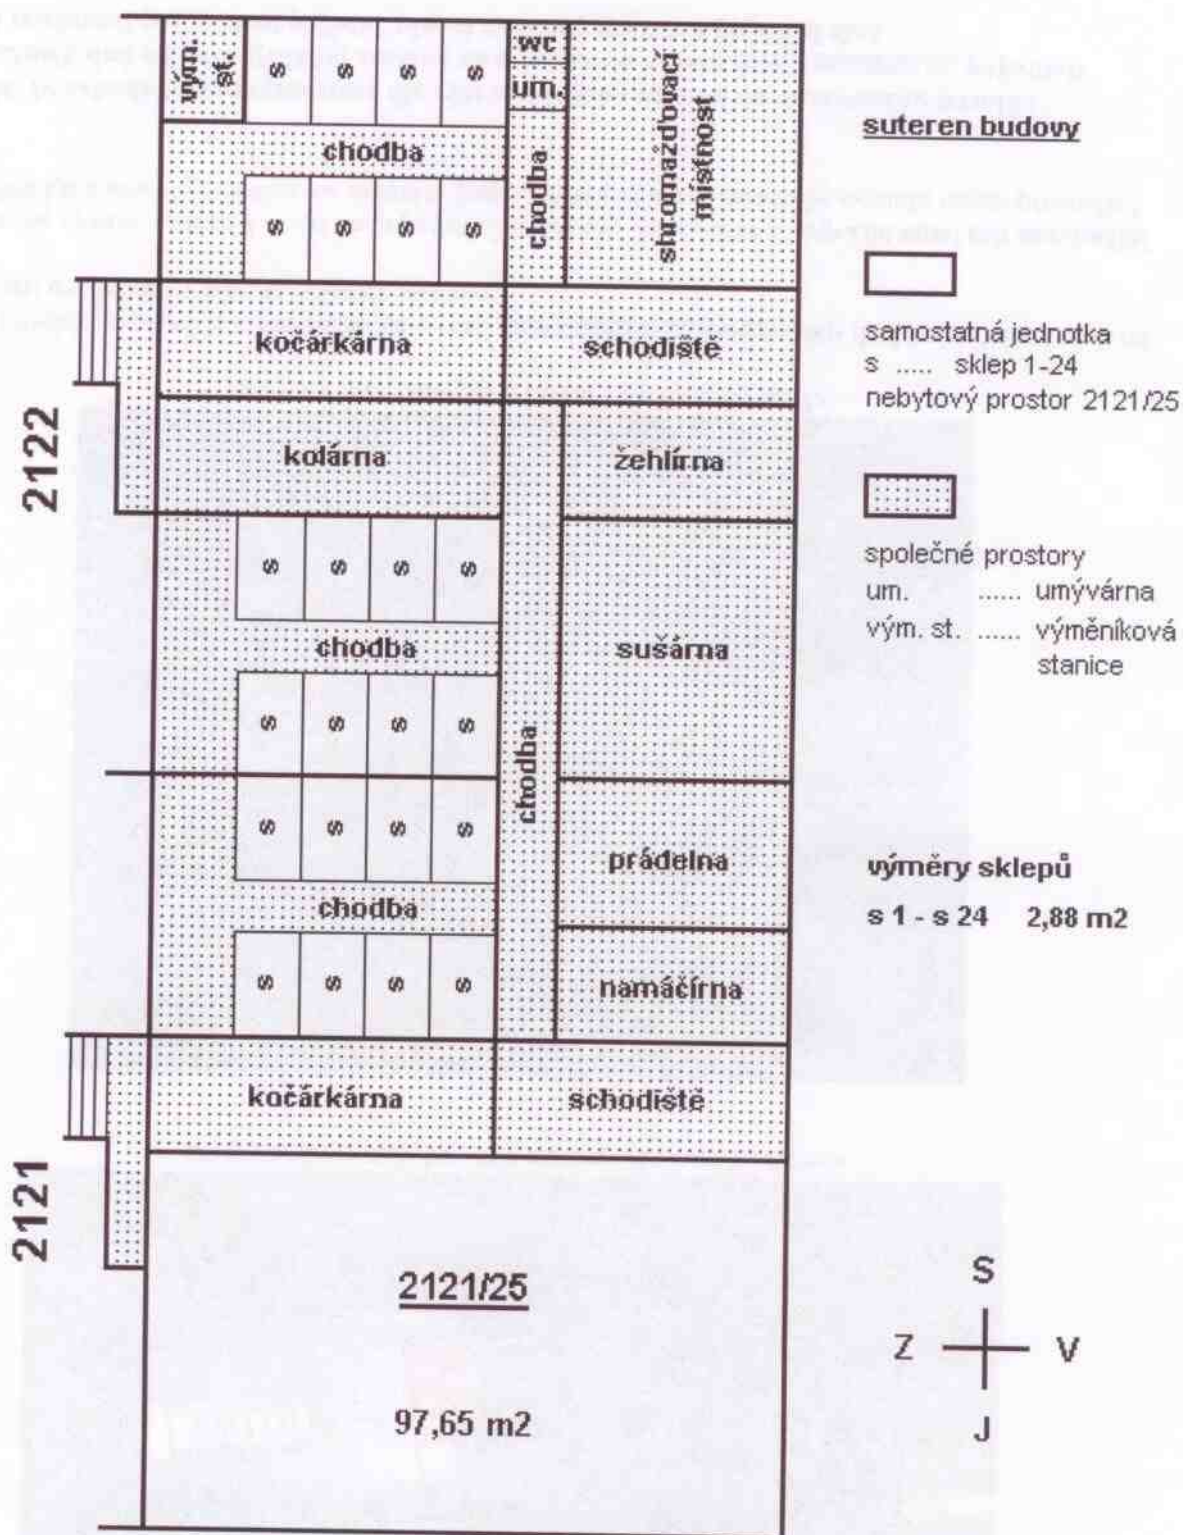 vým. st.
s s s s
wc
um.
shromažďovací
místnost
chodba
chodba
s s s s
kočárkárna
schodiště
2122
kolárna
žehlírna
s s s s
chodba
sušárna
s s s s
chodba
s s s s
prádelna
chodba
s s s s
namáčírna
kočárkárna
schodiště
2121
2121/25
97,65 m2
suteren budovy
samostatná jednotka
s ..... sklep 1-24
nebytový prostor 2121/25
společné prostory
um. ...... umývárna
vým. st. ...... výměníková
stanice
výměry sklepů
s 1 - s 24 2,88 m2
S
Z V
J